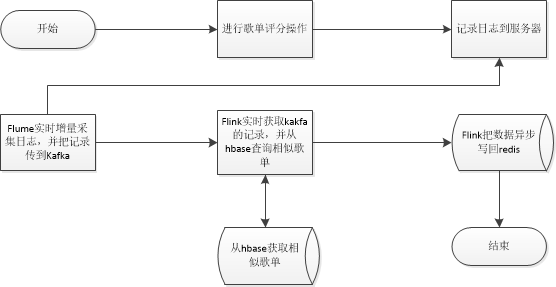 开始
进行歌单评分操作
记录日志到服务器
Flume实时增量采
集日志，并把记录
传到Kafka
Flink实时获取kakfa
的记录，并从
hbase查询相似歌
单
Flink把数据异步
写回redis
从hbase获取相
似歌单
结束